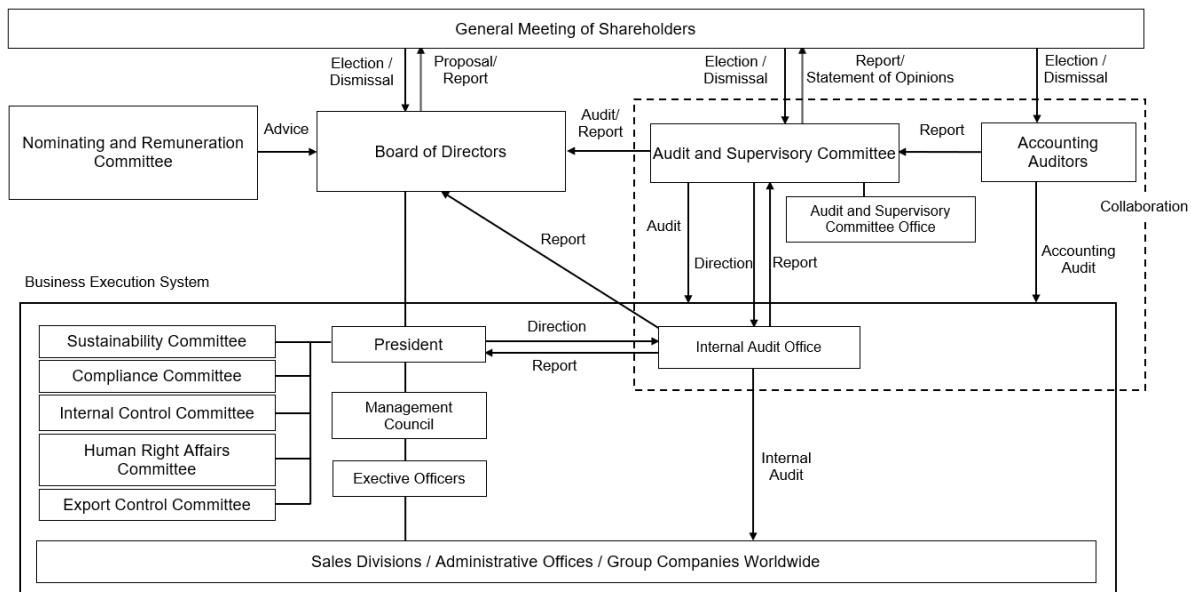 General Meeting of Shareholders
Election /
Dismissal
Proposal/
Report
Election /
Dismissal
Report/
Statement of Opinions
Election /
Dismissal
Nominating and Remuneration
Committee
Advice
Board of Directors
Audit/
Report
Audit and Supervisory Committee
Report
Accounting
Auditors
Collaboration
Audit and Supervisory
Committee Office
Report
Audit
Direction
Report
Accounting
Audit
Business Execution System
Sustainability Committee
Compliance Committee
Internal Control Committee
Human Right Affairs
Committee
Export Control Committee
President
Direction
Report
Internal Audit Office
Management
Council
Exective Officers
Internal
Audit
Sales Divisions / Administrative Offices / Group Companies Worldwide